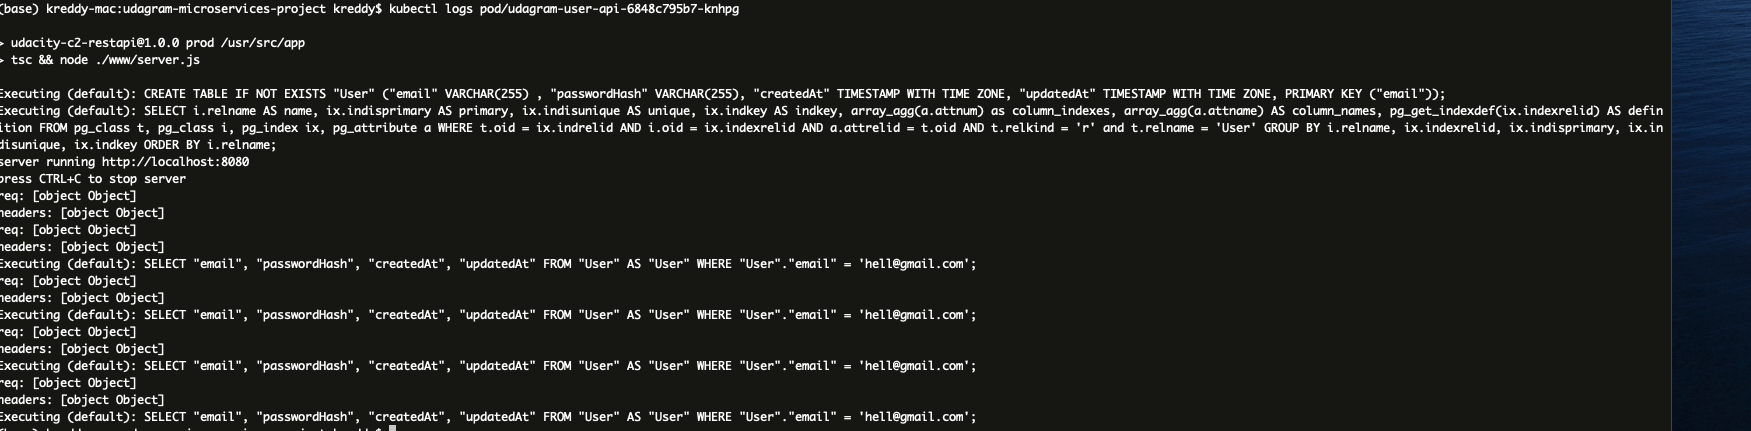 (base) kreddy-mac:udagram-microservices-project kreddy$ kubectl logs pod/udagram-user-api-6848c795b7-knhpg
> udacity-c2-restapi@1.0.0 prod /usr/src/app
> tsc && node ./www/server.js
Executing (default): CREATE TABLE IF NOT EXISTS "User" ("email" VARCHAR(255) , "passwordHash" VARCHAR(255), "createdAt" TIMESTAMP WITH TIME ZONE, "updatedAt" TIMESTAMP WITH TIME ZONE, PRIMARY KEY ("email"));
Executing (default): SELECT i.relname AS name, ix.indisprimary AS primary, ix.indisunique AS unique, ix.indkey AS indkey, array_agg(a.attnum) as column_indexes, array_agg(a.attname) AS column_names, pg_get_indexdef(ix.indexrelid) AS defin
ition FROM pg_class t, pg_class i, pg_index ix, pg_attribute a WHERE t.oid = ix.indrelid AND i.oid = ix.indexrelid AND a.attrelid = t.oid AND t.relkind = 'r' and t.relname = 'User' GROUP BY i.relname, ix.indexrelid, ix.indisprimary, ix.in
disunique, ix.indkey ORDER BY i.relname;
server running http://localhost:8080
press CTRL+C to stop server
req: [object Object]
headers: [object Object]
req: [object Object]
headers: [object Object]
Executing (default): SELECT "email", "passwordHash", "createdAt", "updatedAt" FROM "User" AS "User" WHERE "User"."email" = 'hell@gmail.com';
req: [object Object]
headers: [object Object]
Executing (default): SELECT "email", "passwordHash", "createdAt", "updatedAt" FROM "User" AS "User" WHERE "User"."email" = 'hell@gmail.com';
req: [object Object]
headers: [object Object]
Executing (default): SELECT "email", "passwordHash", "createdAt", "updatedAt" FROM "User" AS "User" WHERE "User"."email" = 'hell@gmail.com';
req: [object Object]
headers: [object Object]
Executing (default): SELECT "email", "passwordHash", "createdAt", "updatedAt" FROM "User" AS "User" WHERE "User"."email" = 'hell@gmail.com';